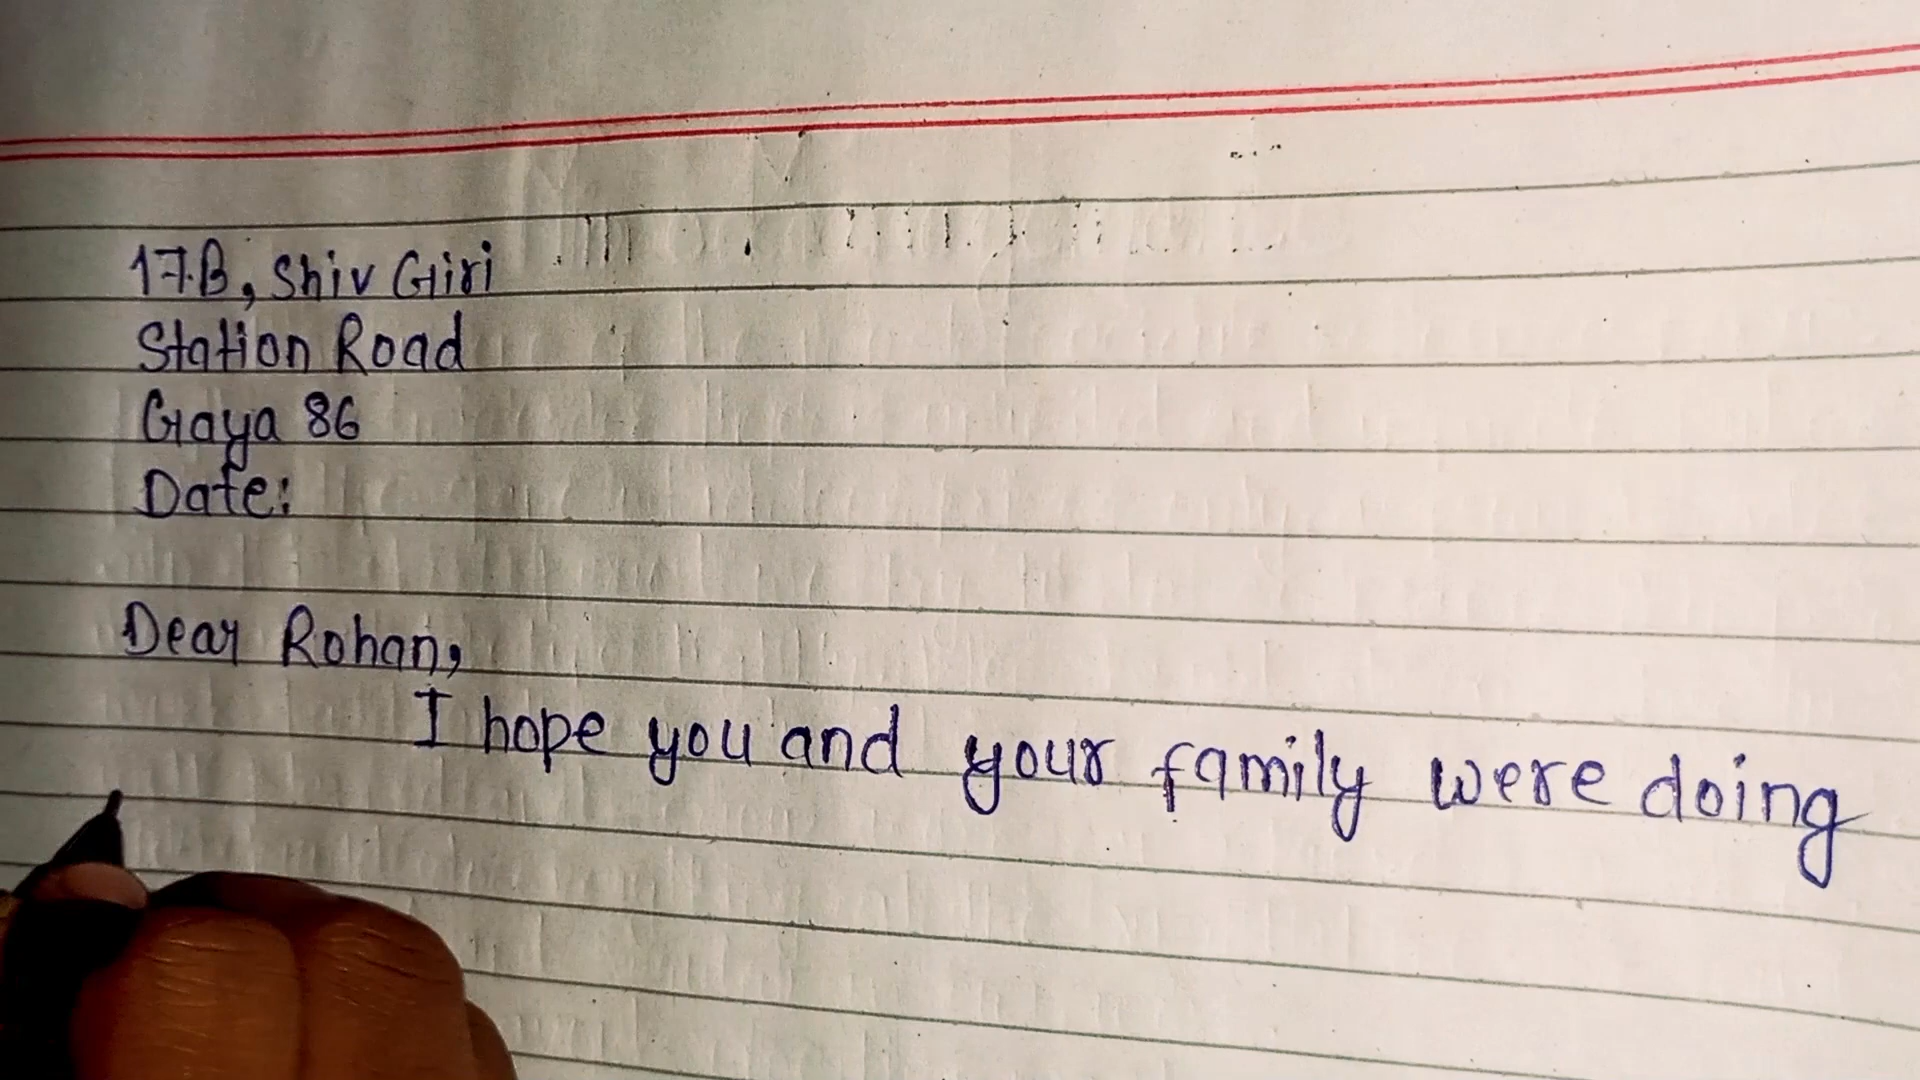 17.B, Shiv Giri
Station Road
Gaya 86
Date:
Dear Rohan,
I hope you and your family were doing